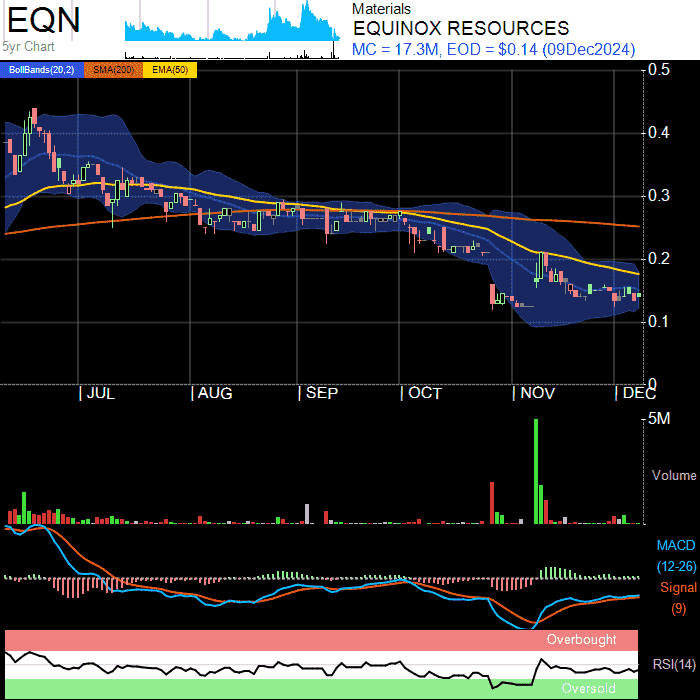 EQN
5yr Chart
Materials
EQUINOX RESOURCES
MC = 17.3M, EOD = $0.14 (09Dec2024)
BollBands(20,2) SMA(200) EMA(50)
0.5
0.4
0.3
0.2
0.1
0
JUL AUG SEP OCT NOV DEC
5M
Volume
MACD
(12-26)
Signal
(9)
Overbought
RSI(14)
Oversold